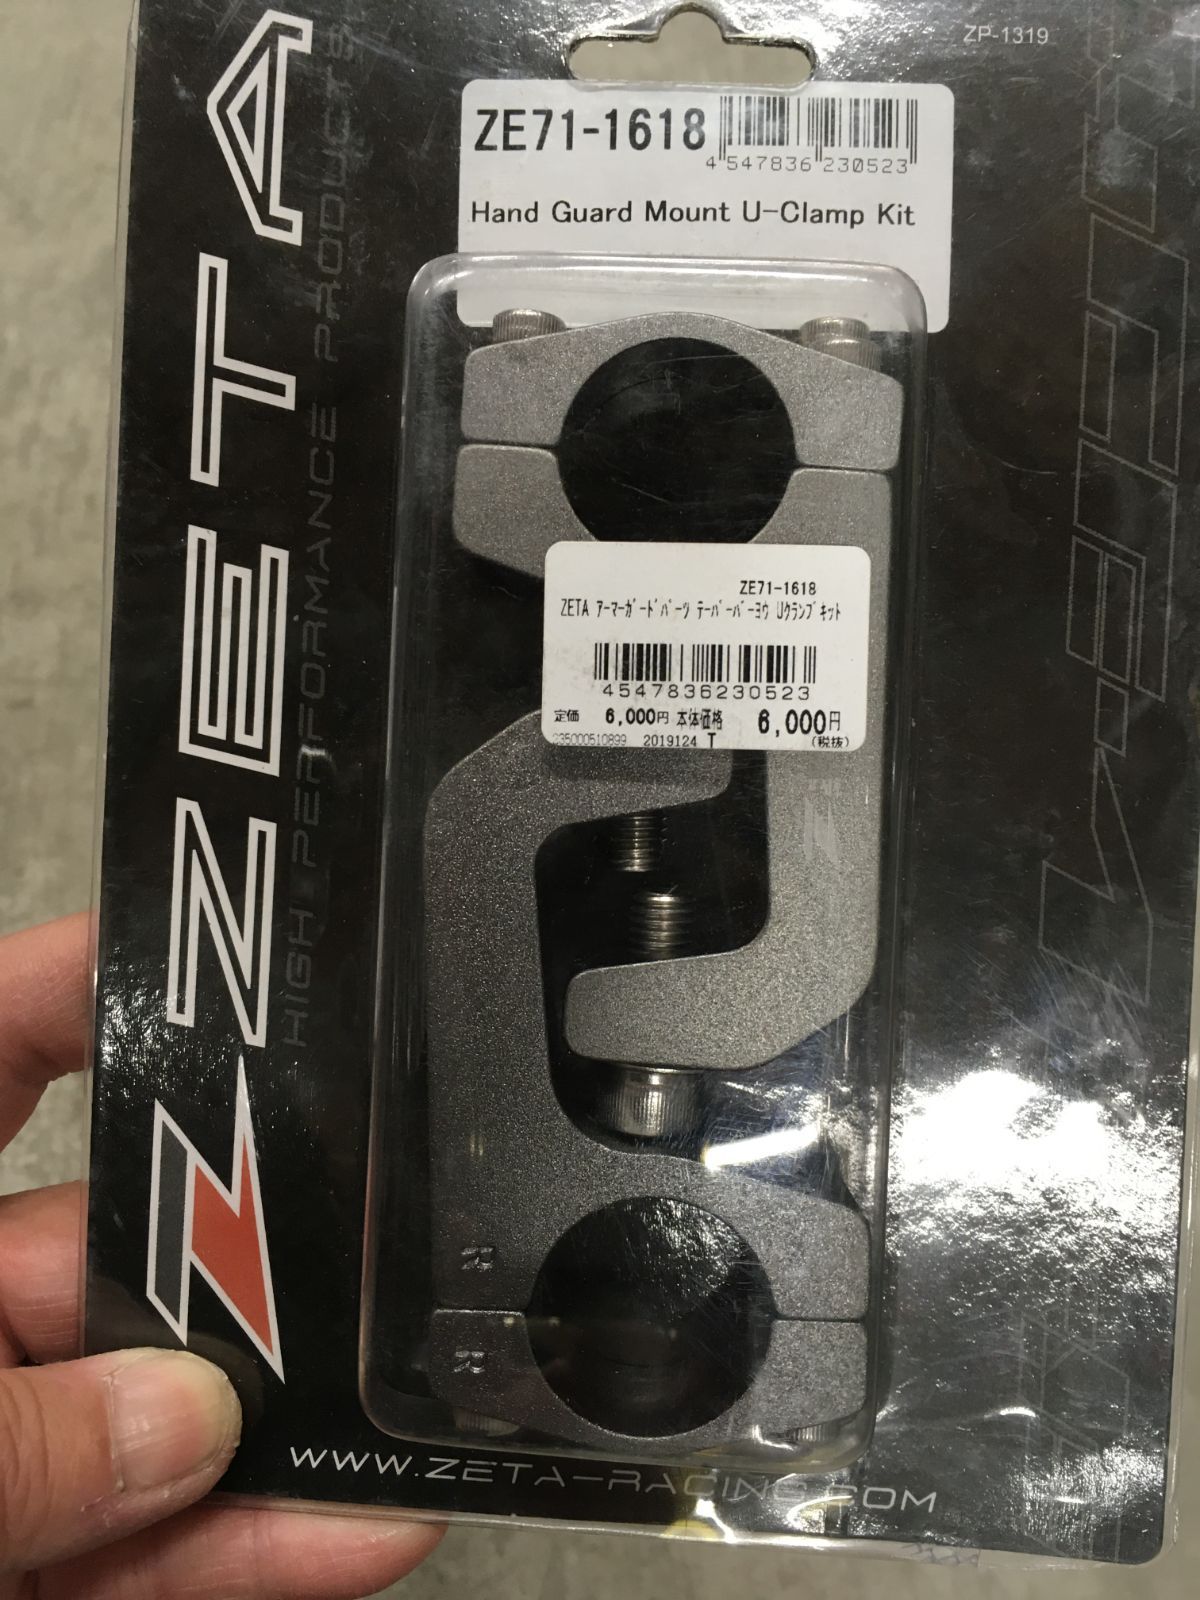 ZP-1319
ZE71-1618
4 547836 230523
Hand Guard Mount U-Clamp Kit
ZETA
HIGH PERFORMANCE PRODUCTS
ZE71-1618
ZETA ｱｰﾏｰｶﾞｰﾄﾞﾊﾟｰﾂ ﾃｰﾊﾟｰﾊﾞｰﾖｳ Uｸﾗﾝﾌﾟｷｯﾄ
4547836230523
定価 6,000円 本体価格 6,000円
2019124 T (税抜)
R
R
WWW.ZETA-RACING.COM